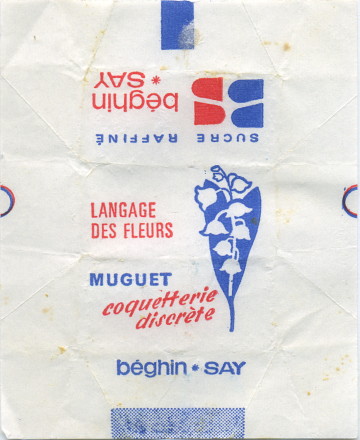 béghin
* SAY
SUCRE RAFFINÉ
LANGAGE
DES FLEURS
MUGUET
coquetterie
discrète
béghin * SAY